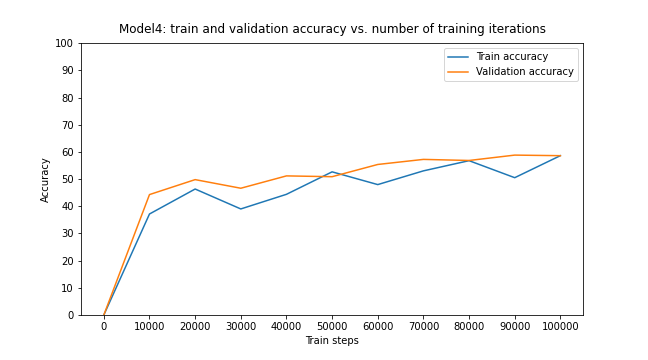 Model4: train and validation accuracy vs. number of training iterations
100
90
80
70
60
50
40
30
20
10
0
Accuracy
Train accuracy
Validation accuracy
0 10000 20000 30000 40000 50000 60000 70000 80000 90000 100000
Train steps